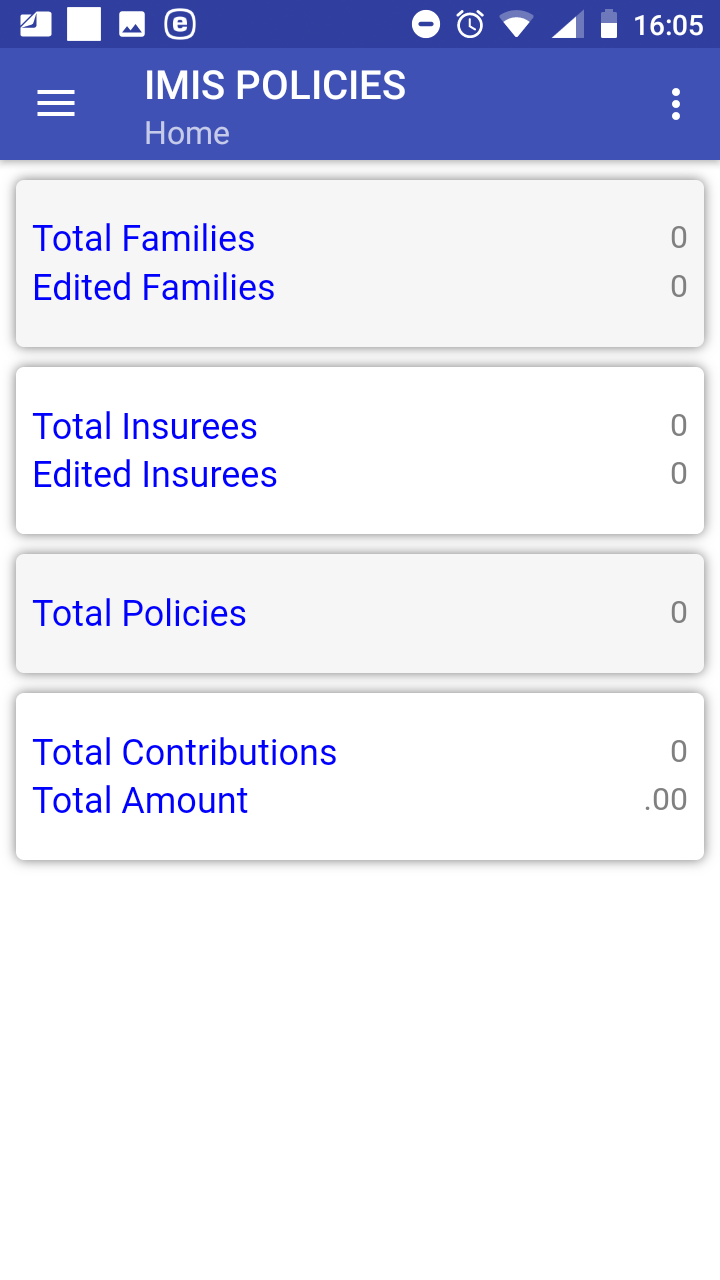 16:05
IMIS POLICIES
Home
Total Families 0
Edited Families 0
Total Insurees 0
Edited Insurees 0
Total Policies 0
Total Contributions 0
Total Amount .00